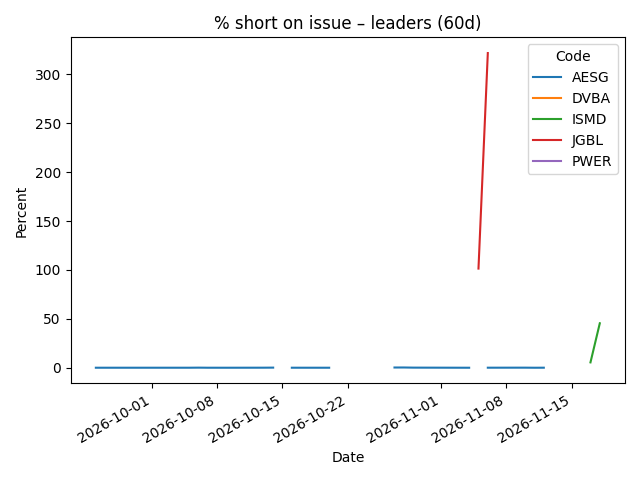 % short on issue – leaders (60d)
Percent
300
250
200
150
100
50
0
Code
AESG
DVBA
ISMD
JGBL
PWER
2026-10-01
2026-10-08
2026-10-15
2026-10-22
2026-11-01
2026-11-08
2026-11-15
Date